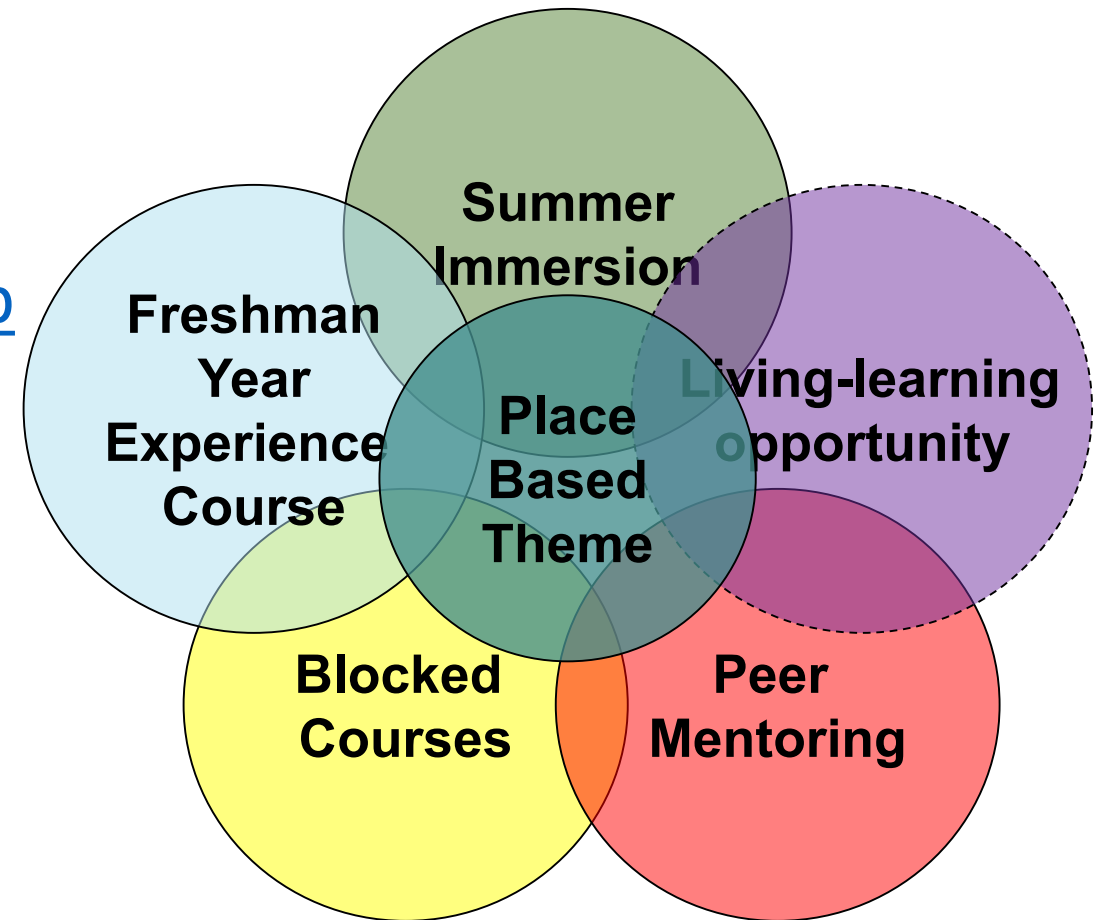 Summer
Immersion
Freshman
Year
Experience
Course
Living-learning
opportunity
Place
Based
Theme
Blocked
Courses
Peer
Mentoring